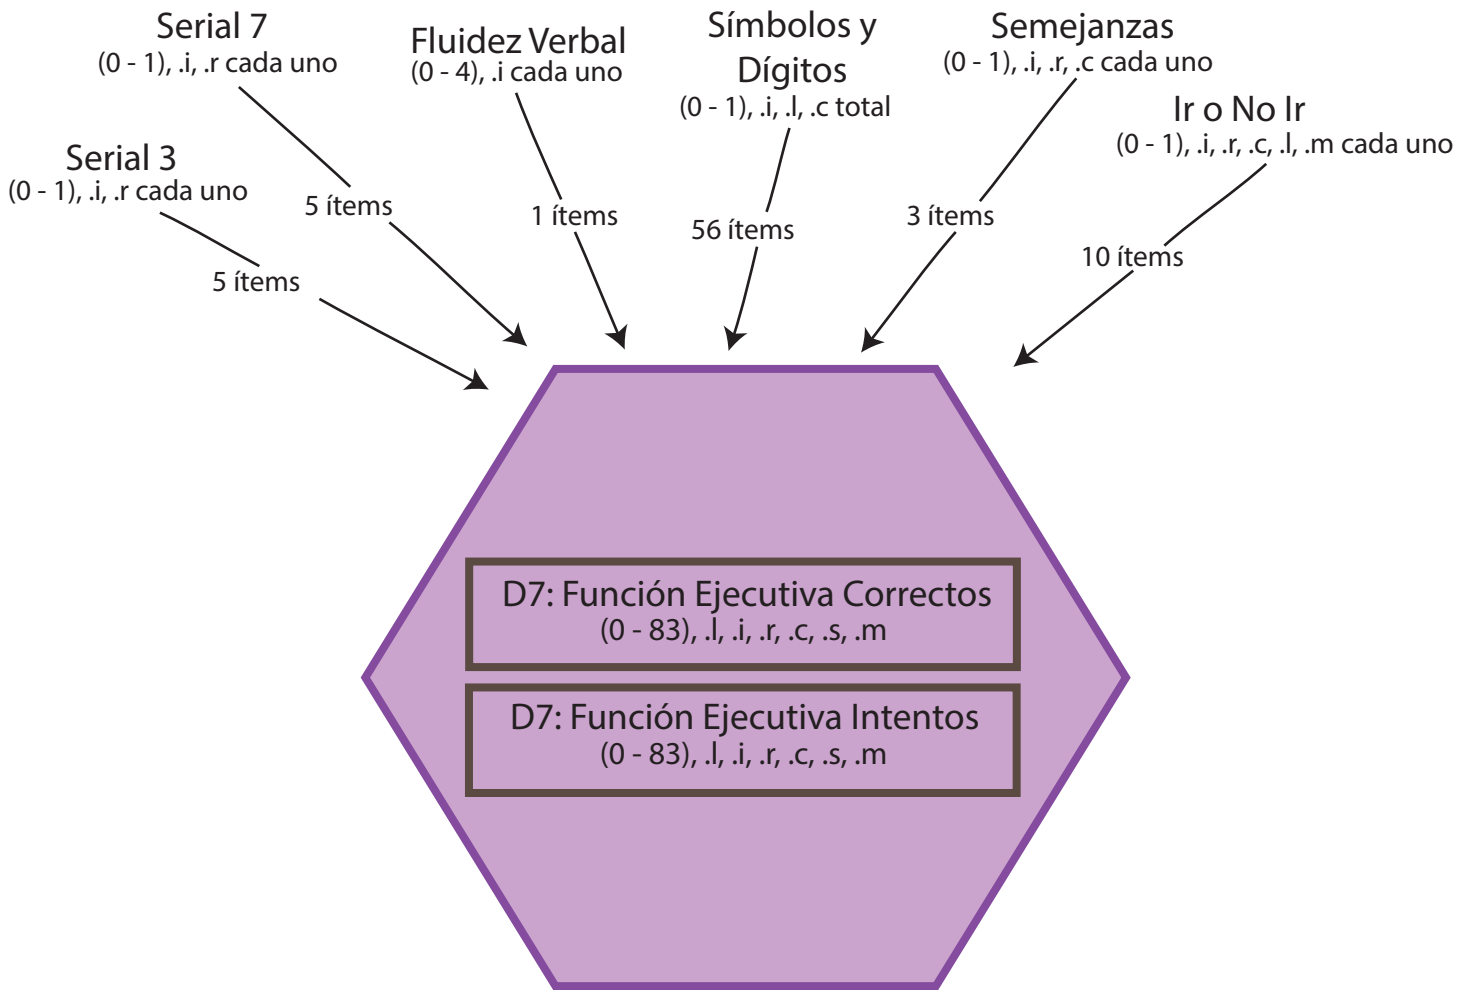 Serial 7
(0 - 1), .i, .r cada uno
Fluidez Verbal
(0 - 4), .i cada uno
Símbolos y
Dígitos
(0 - 1), .i, .l, .c total
Semejanzas
(0 - 1), .i, .r, .c cada uno
Ir o No Ir
(0 - 1), .i, .r, .c, .l, .m cada uno
Serial 3
(0 - 1), .i, .r cada uno
5 ítems
1 ítems
56 ítems
3 ítems
10 ítems
5 ítems
D7: Función Ejecutiva Correctos
(0 - 83), .l, .i, .r, .c, .s, .m
D7: Función Ejecutiva Intentos
(0 - 83), .l, .i, .r, .c, .s, .m